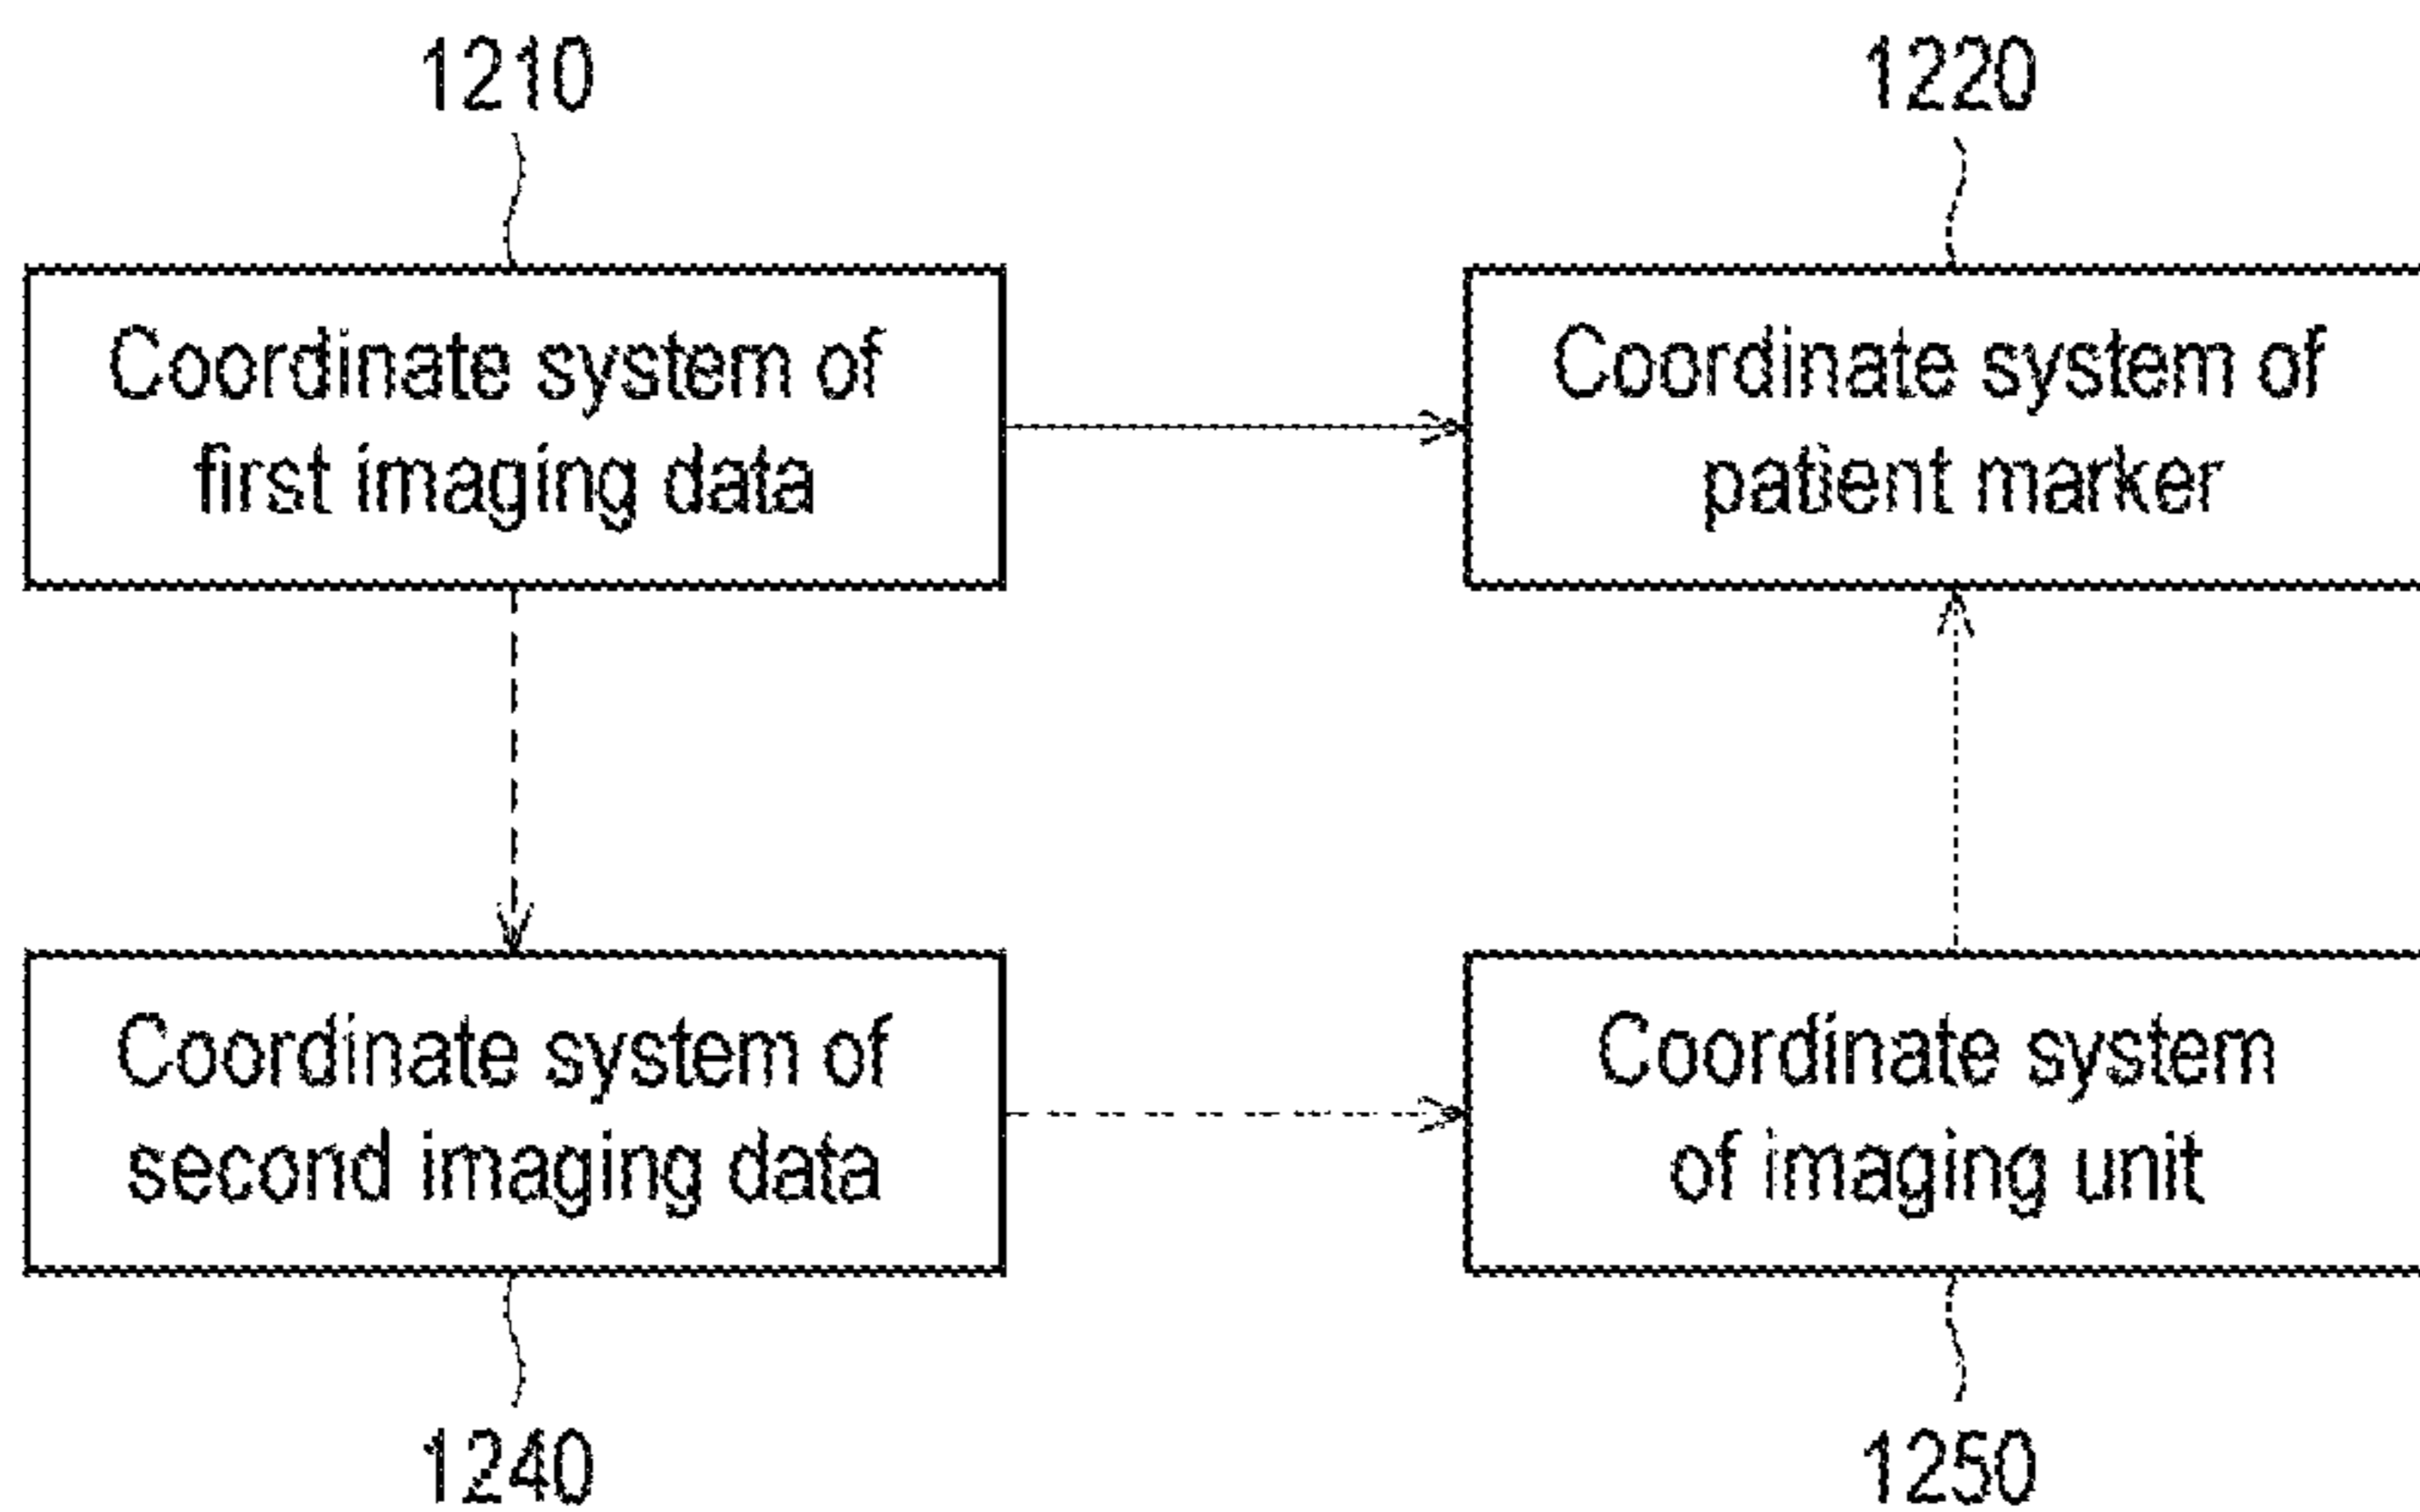 1210
1220
Coordinate system of
first imaging data
Coordinate system of
patient marker
Coordinate system of
second imaging data
Coordinate system
of imaging unit
1240
1250